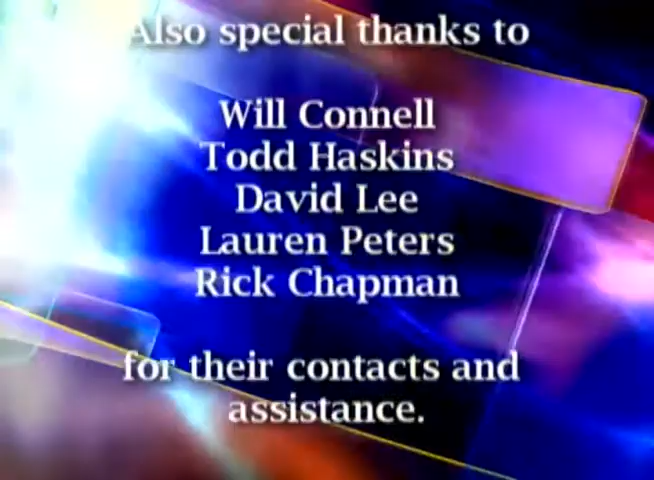 Also special thanks to
Will Connell
Todd Haskins
David Lee
Lauren Peters
Rick Chapman
for their contacts and
assistance.